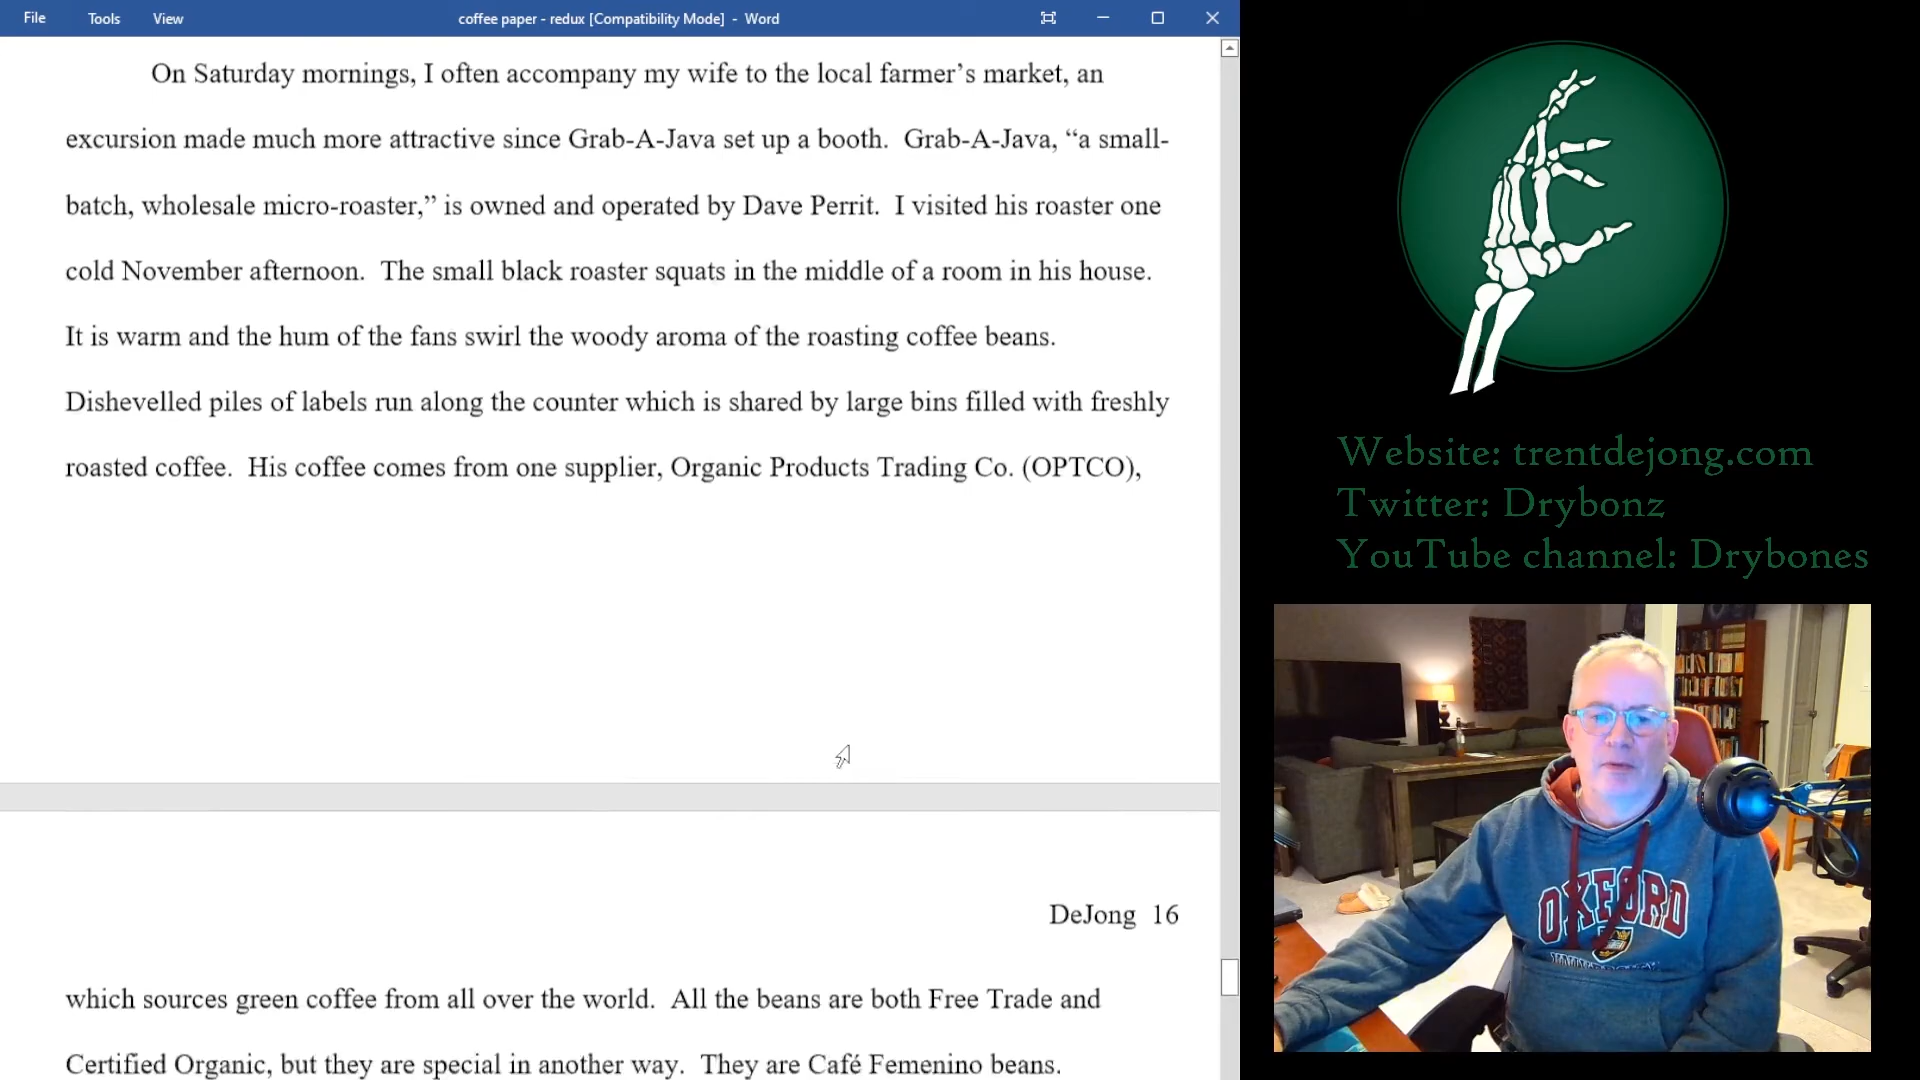 File Tools View coffee paper - redux [Compatibility Mode] - Word
On Saturday mornings, I often accompany my wife to the local farmer’s market, an
excursion made much more attractive since Grab-A-Java set up a booth. Grab-A-Java, “a small-
batch, wholesale micro-roaster,” is owned and operated by Dave Perrit. I visited his roaster one
cold November afternoon. The small black roaster squats in the middle of a room in his house.
It is warm and the hum of the fans swirl the woody aroma of the roasting coffee beans.
Dishevelled piles of labels run along the counter which is shared by large bins filled with freshly
roasted coffee. His coffee comes from one supplier, Organic Products Trading Co. (OPTCO),
DeJong 16
which sources green coffee from all over the world. All the beans are both Free Trade and
Certified Organic, but they are special in another way. They are Café Femenino beans.
Website: trentdejong.com
Twitter: Drybonz
YouTube channel: Drybones
OXFORD
UNIVERSITY